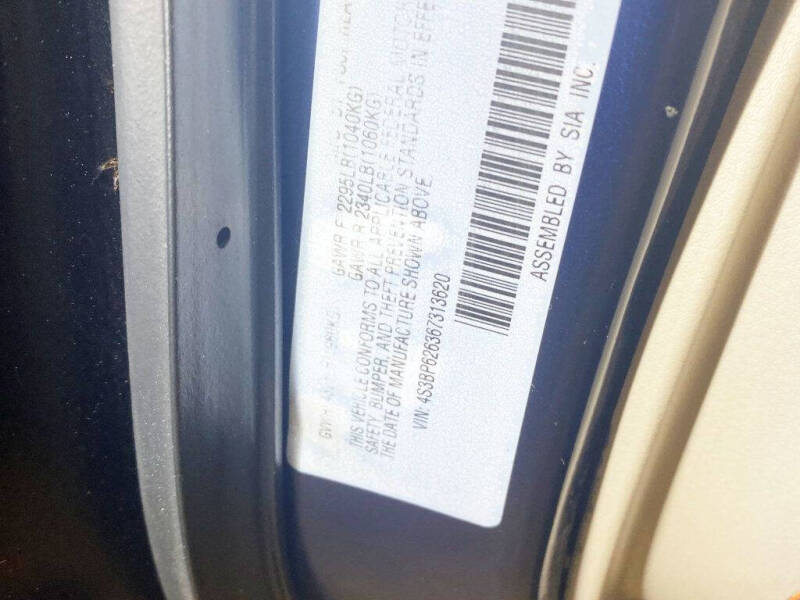 GAWR F 2295LB(1040KG)
GAWR R 2340LB(1060KG)
THIS VEHICLE CONFORMS TO ALL APPLICABLE FEDERAL MOTOR
SAFETY, BUMPER, AND THEFT PREVENTION STANDARDS IN EFFE
THE DATE OF MANUFACTURE SHOWN ABOVE
VIN: 4S3BP626367313620
ASSEMBLED BY SIA INC.